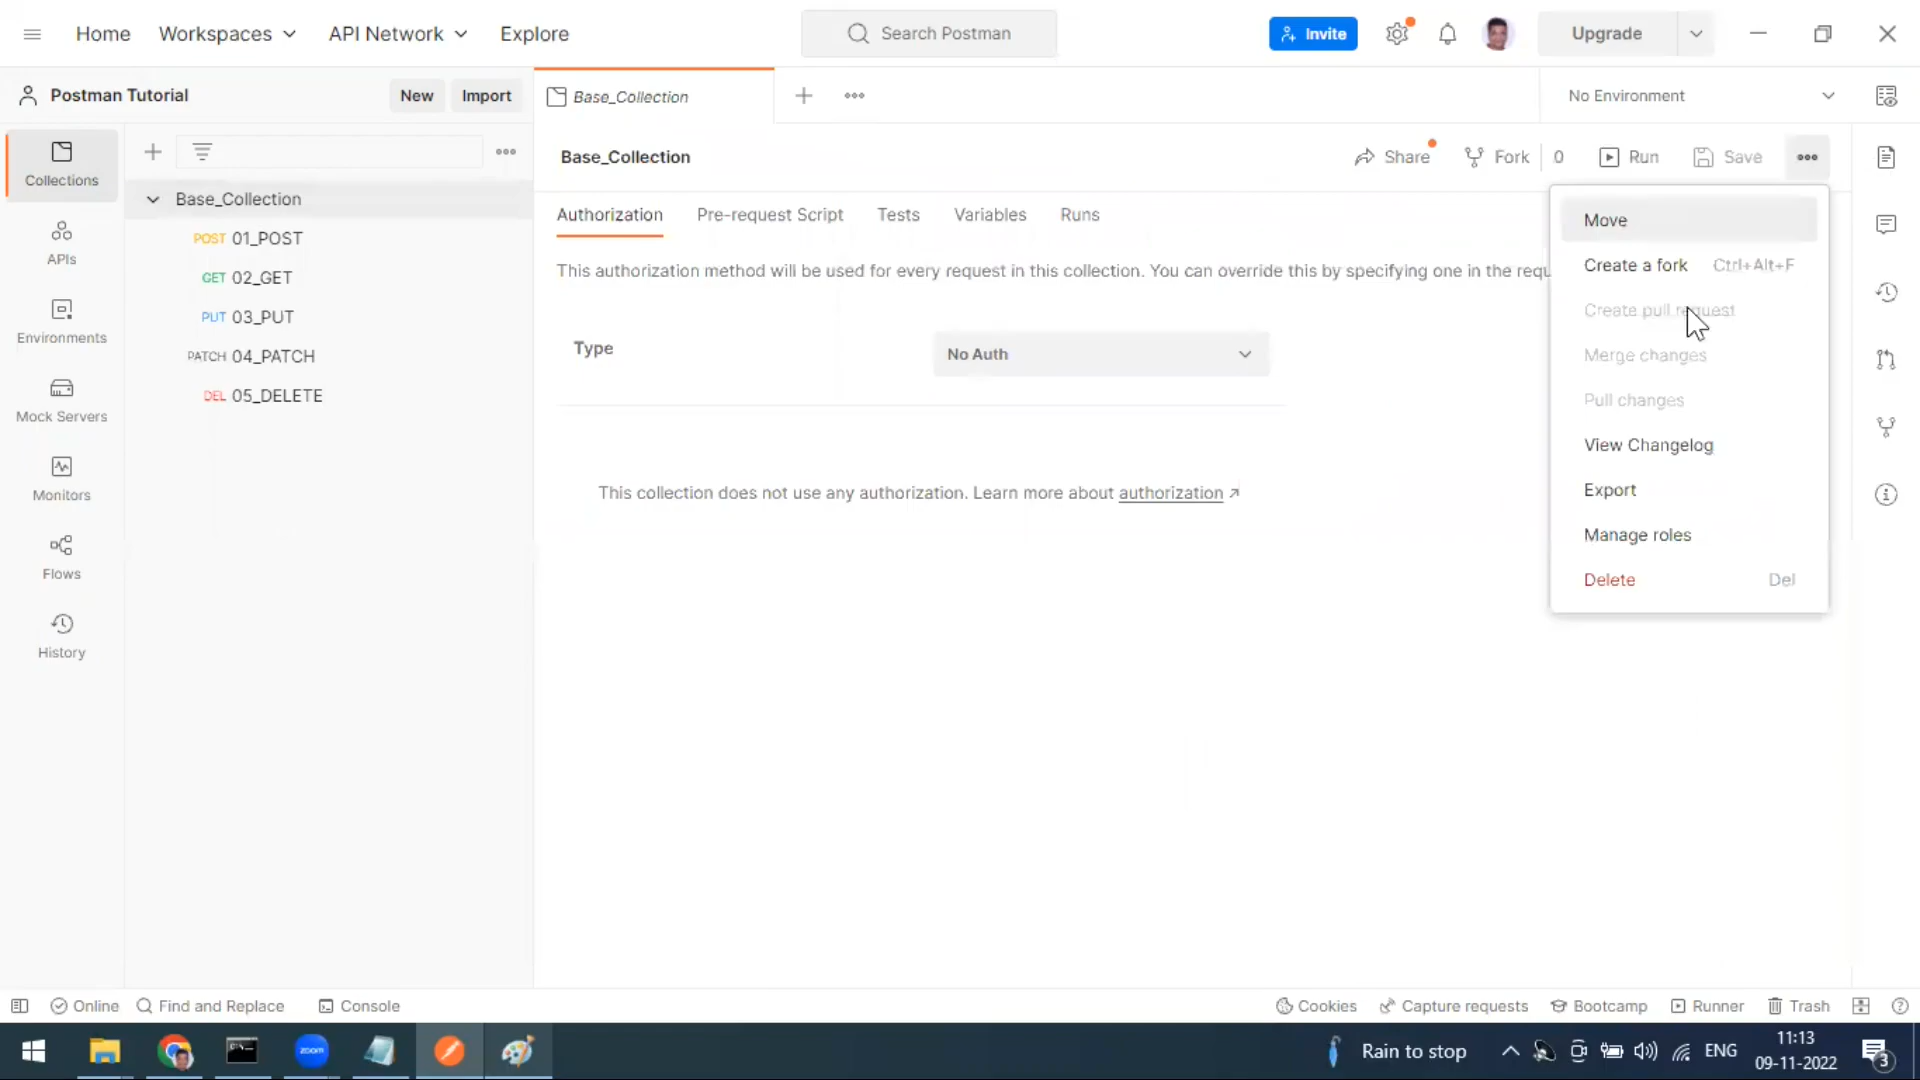 Home Workspaces API Network Explore Search Postman Invite Upgrade
Postman Tutorial New Import Base_Collection No Environment
Collections
Base_Collection Share Fork 0 Run Save
Base_Collection
Authorization Pre-request Script Tests Variables Runs
Move
POST 01_POST
APIs
This authorization method will be used for every request in this collection. You can override this by specifying one in the requ
Create a fork Ctrl+Alt+F
GET 02_GET
Create pull request
PUT 03_PUT
Environments
Type No Auth
Merge changes
PATCH 04_PATCH
DEL 05_DELETE
Pull changes
Mock Servers
View Changelog
Monitors
This collection does not use any authorization. Learn more about authorization
Export
Manage roles
Flows
Delete Del
History
Online Find and Replace Console Cookies Capture requests Bootcamp Runner Trash
zoom
Rain to stop ENG
11:13
09-11-2022
3